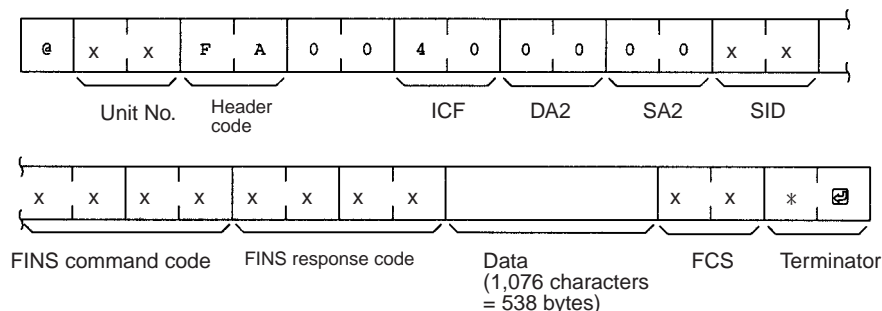 @ x x F A 0 0 4 0 0 0 0 0 x x
Unit No. Header code ICF DA2 SA2 SID
x x x x x x x x x x * ↵
FINS command code FINS response code Data (1,076 characters = 538 bytes) FCS Terminator